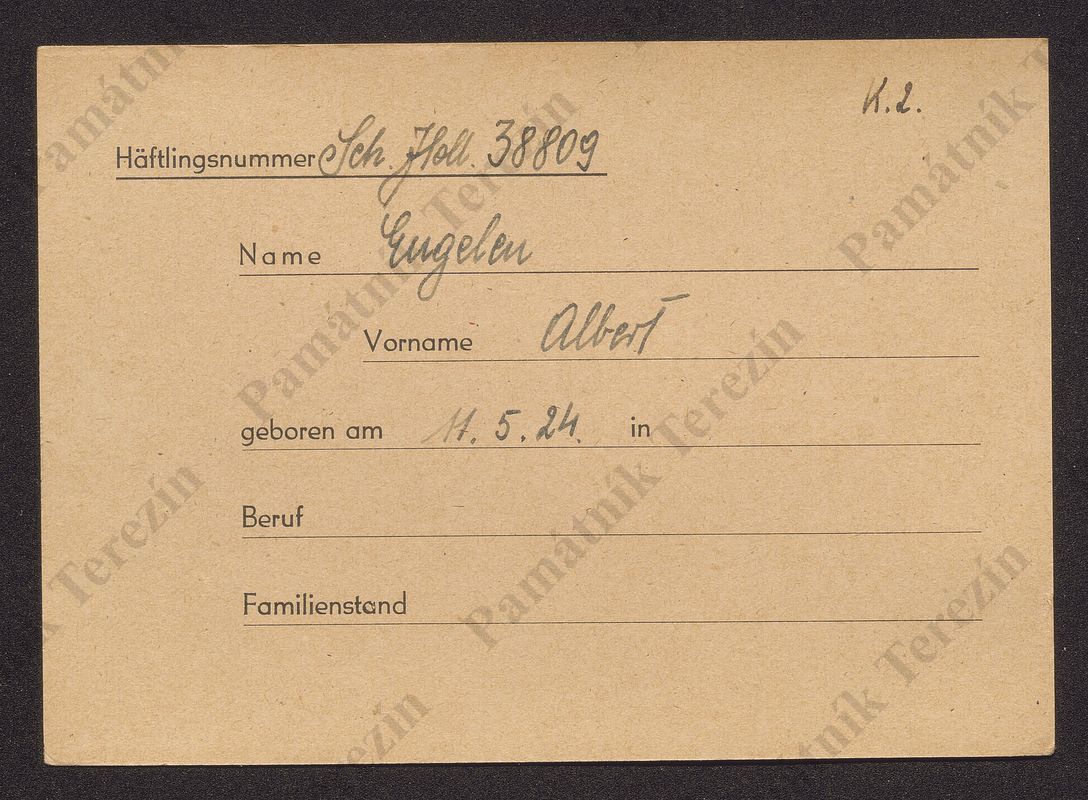 K.2.
Häftlingsnummer Sch. Holl. 38809
Name Engelen
Vorname Albert
geboren am 11.5.24. in
Beruf
Familienstand
Památník Terezín